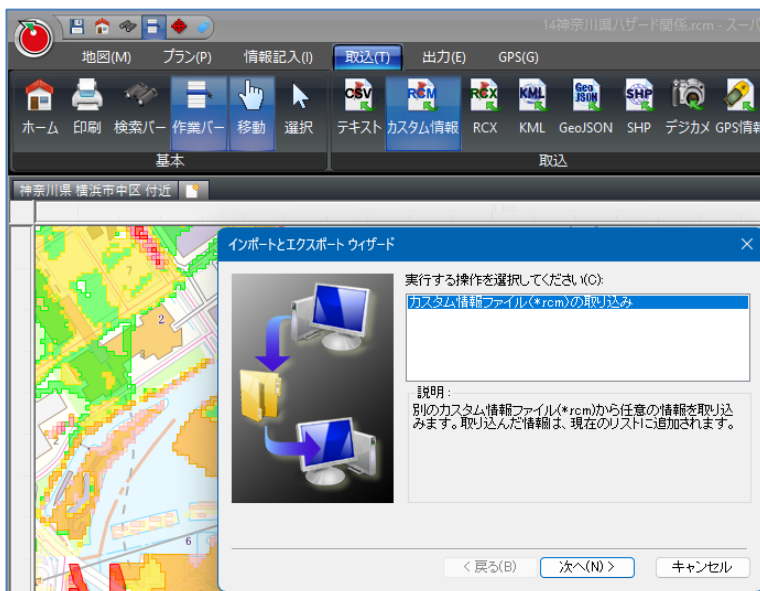 14神奈川県ハザード関係.rcm - スーパ
地図(M) プラン(P) 情報記入(I) 取込(T) 出力(E) GPS(G)
CSV RCM RCX KML Geo JSON SHP
ホーム 印刷 検索バー 作業バー 移動 選択 テキスト カスタム情報 RCX KML GeoJSON SHP デジカメ GPS情報
基本 取込
神奈川県 横浜市中区 付近
インポートとエクスポート ウィザード
実行する操作を選択してください(C):
カスタム情報ファイル(*rcm)の取り込み
説明:
別のカスタム情報ファイル(*rcm)から任意の情報を取り込
みます。取り込んだ情報は、現在のリストに追加されます。
7
2
3
2
6
< 戻る(B) 次へ(N) > キャンセル